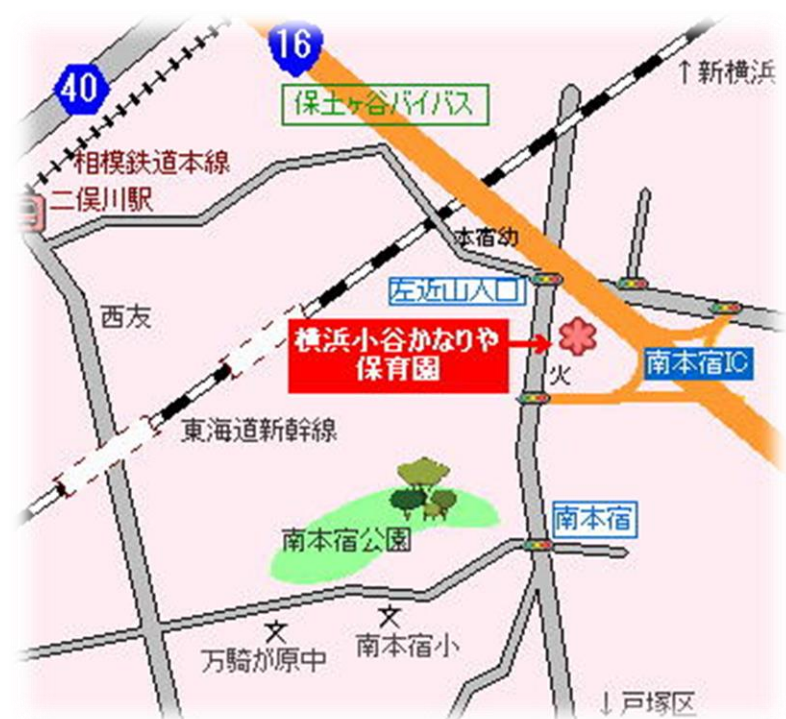 16
40
保土ヶ谷バイパス
↑新横浜
相模鉄道本線
二俣川駅
本宿幼
左近山入口
西友
横浜小谷かなりや
保育園
南本宿IC
火
東海道新幹線
南本宿
南本宿公園
文
文
万騎が原中
南本宿小
↓戸塚区